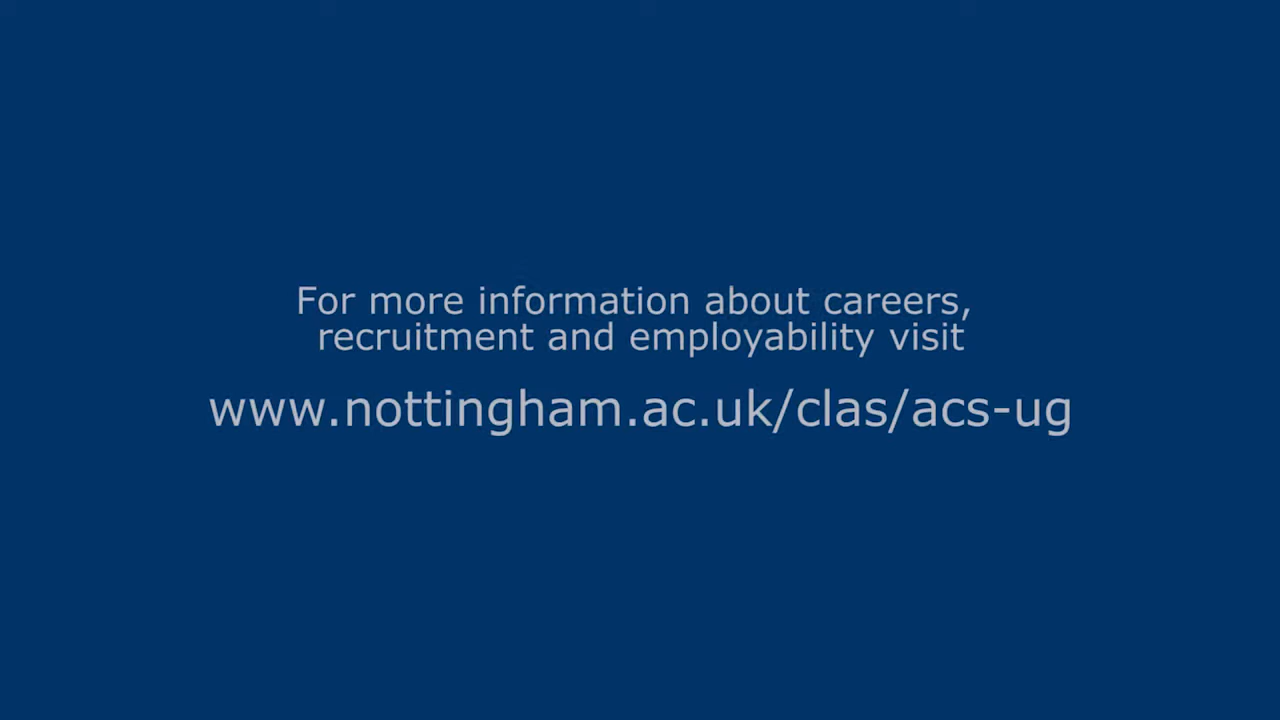 For more information about careers,
recruitment and employability visit
www.nottingham.ac.uk/clas/acs-ug